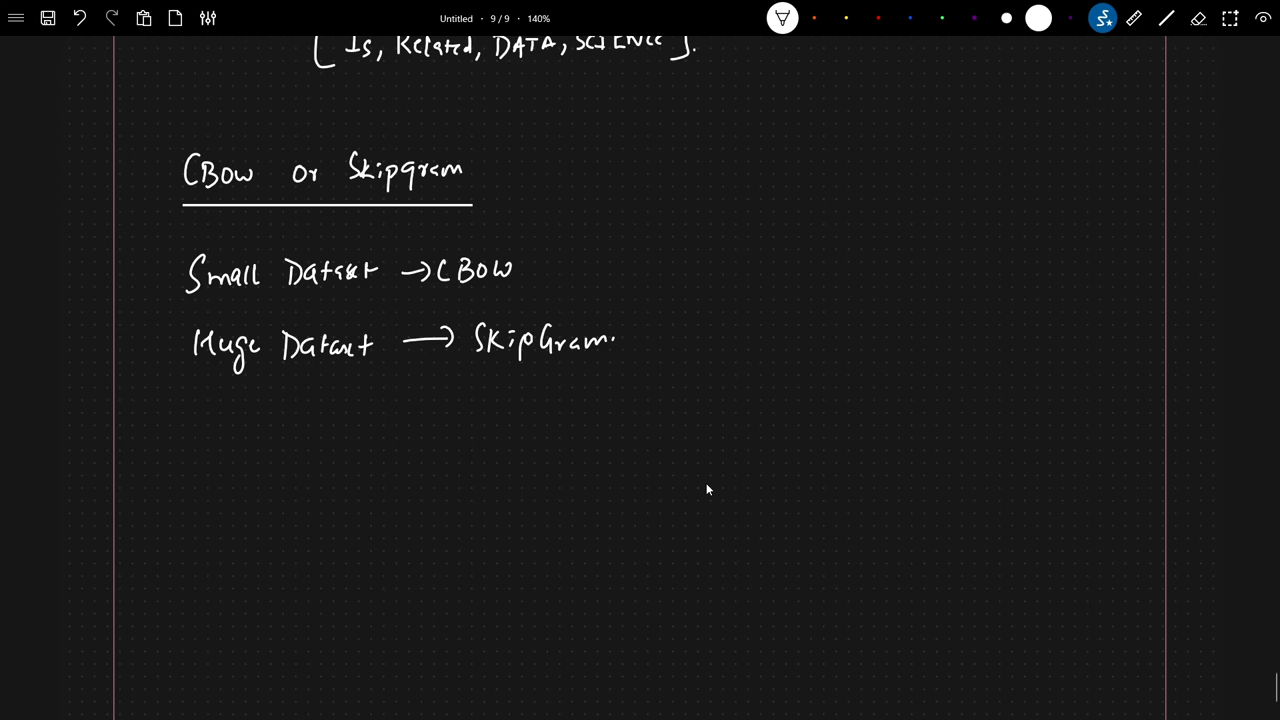 Untitled • 9 / 9 • 140%
[ Is, Related, DATA, SCIENCE ].
CBOW or Skipgram
Small Dataset → CBOW
Huge Dataset → SkipGram.